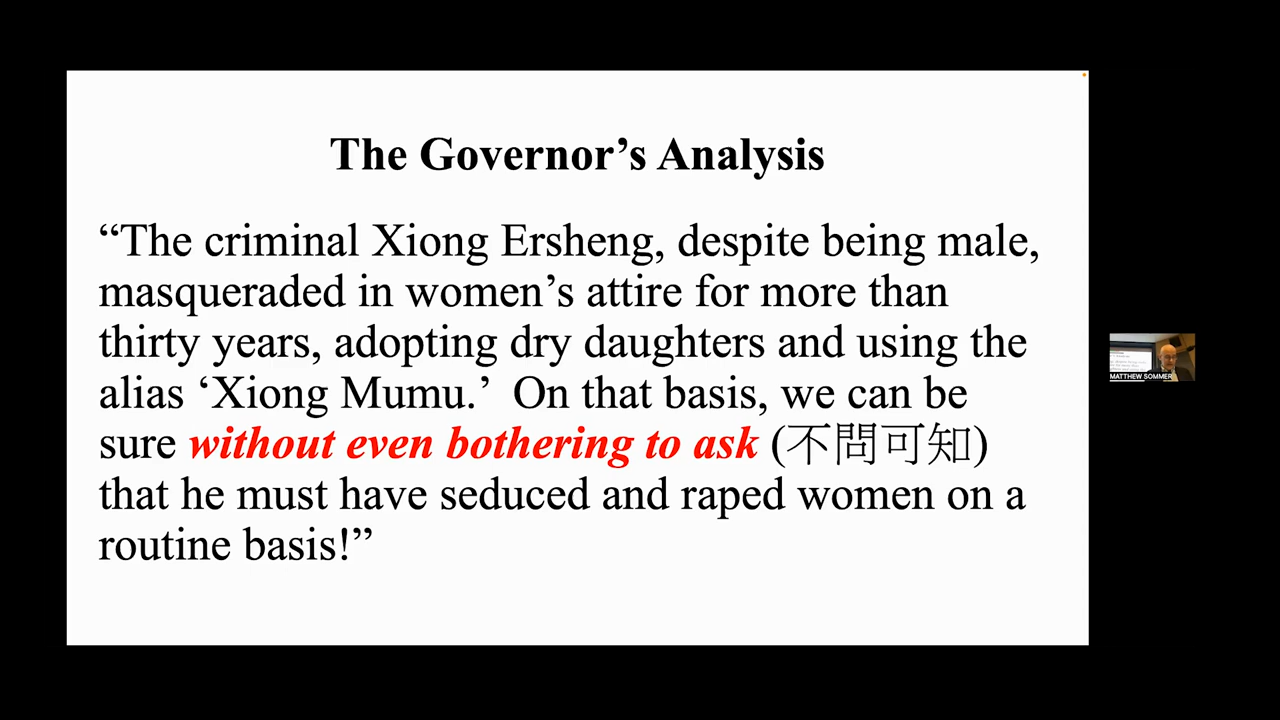 The Governor’s Analysis
“The criminal Xiong Ersheng, despite being male,
masqueraded in women’s attire for more than
thirty years, adopting dry daughters and using the
alias ‘Xiong Mumu.’  On that basis, we can be
sure without even bothering to ask (不問可知)
that he must have seduced and raped women on a
routine basis!”
MATTHEW SOMMER